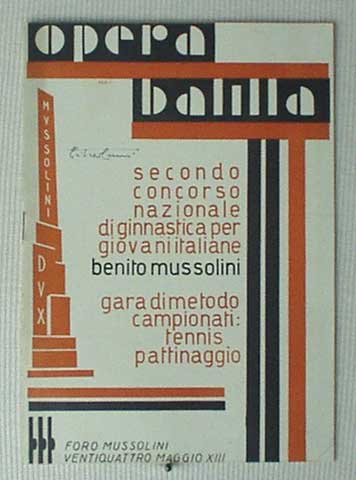 opera
balilla
MVSSOLINI
DVX
secondo
concorso
nazionale
di ginnastica per
giovani italiane
benito mussolini
gara di metodo
campionati:
tennis
pattinaggio
FORO MUSSOLINI
VENTIQUATTRO MAGGIO XIII